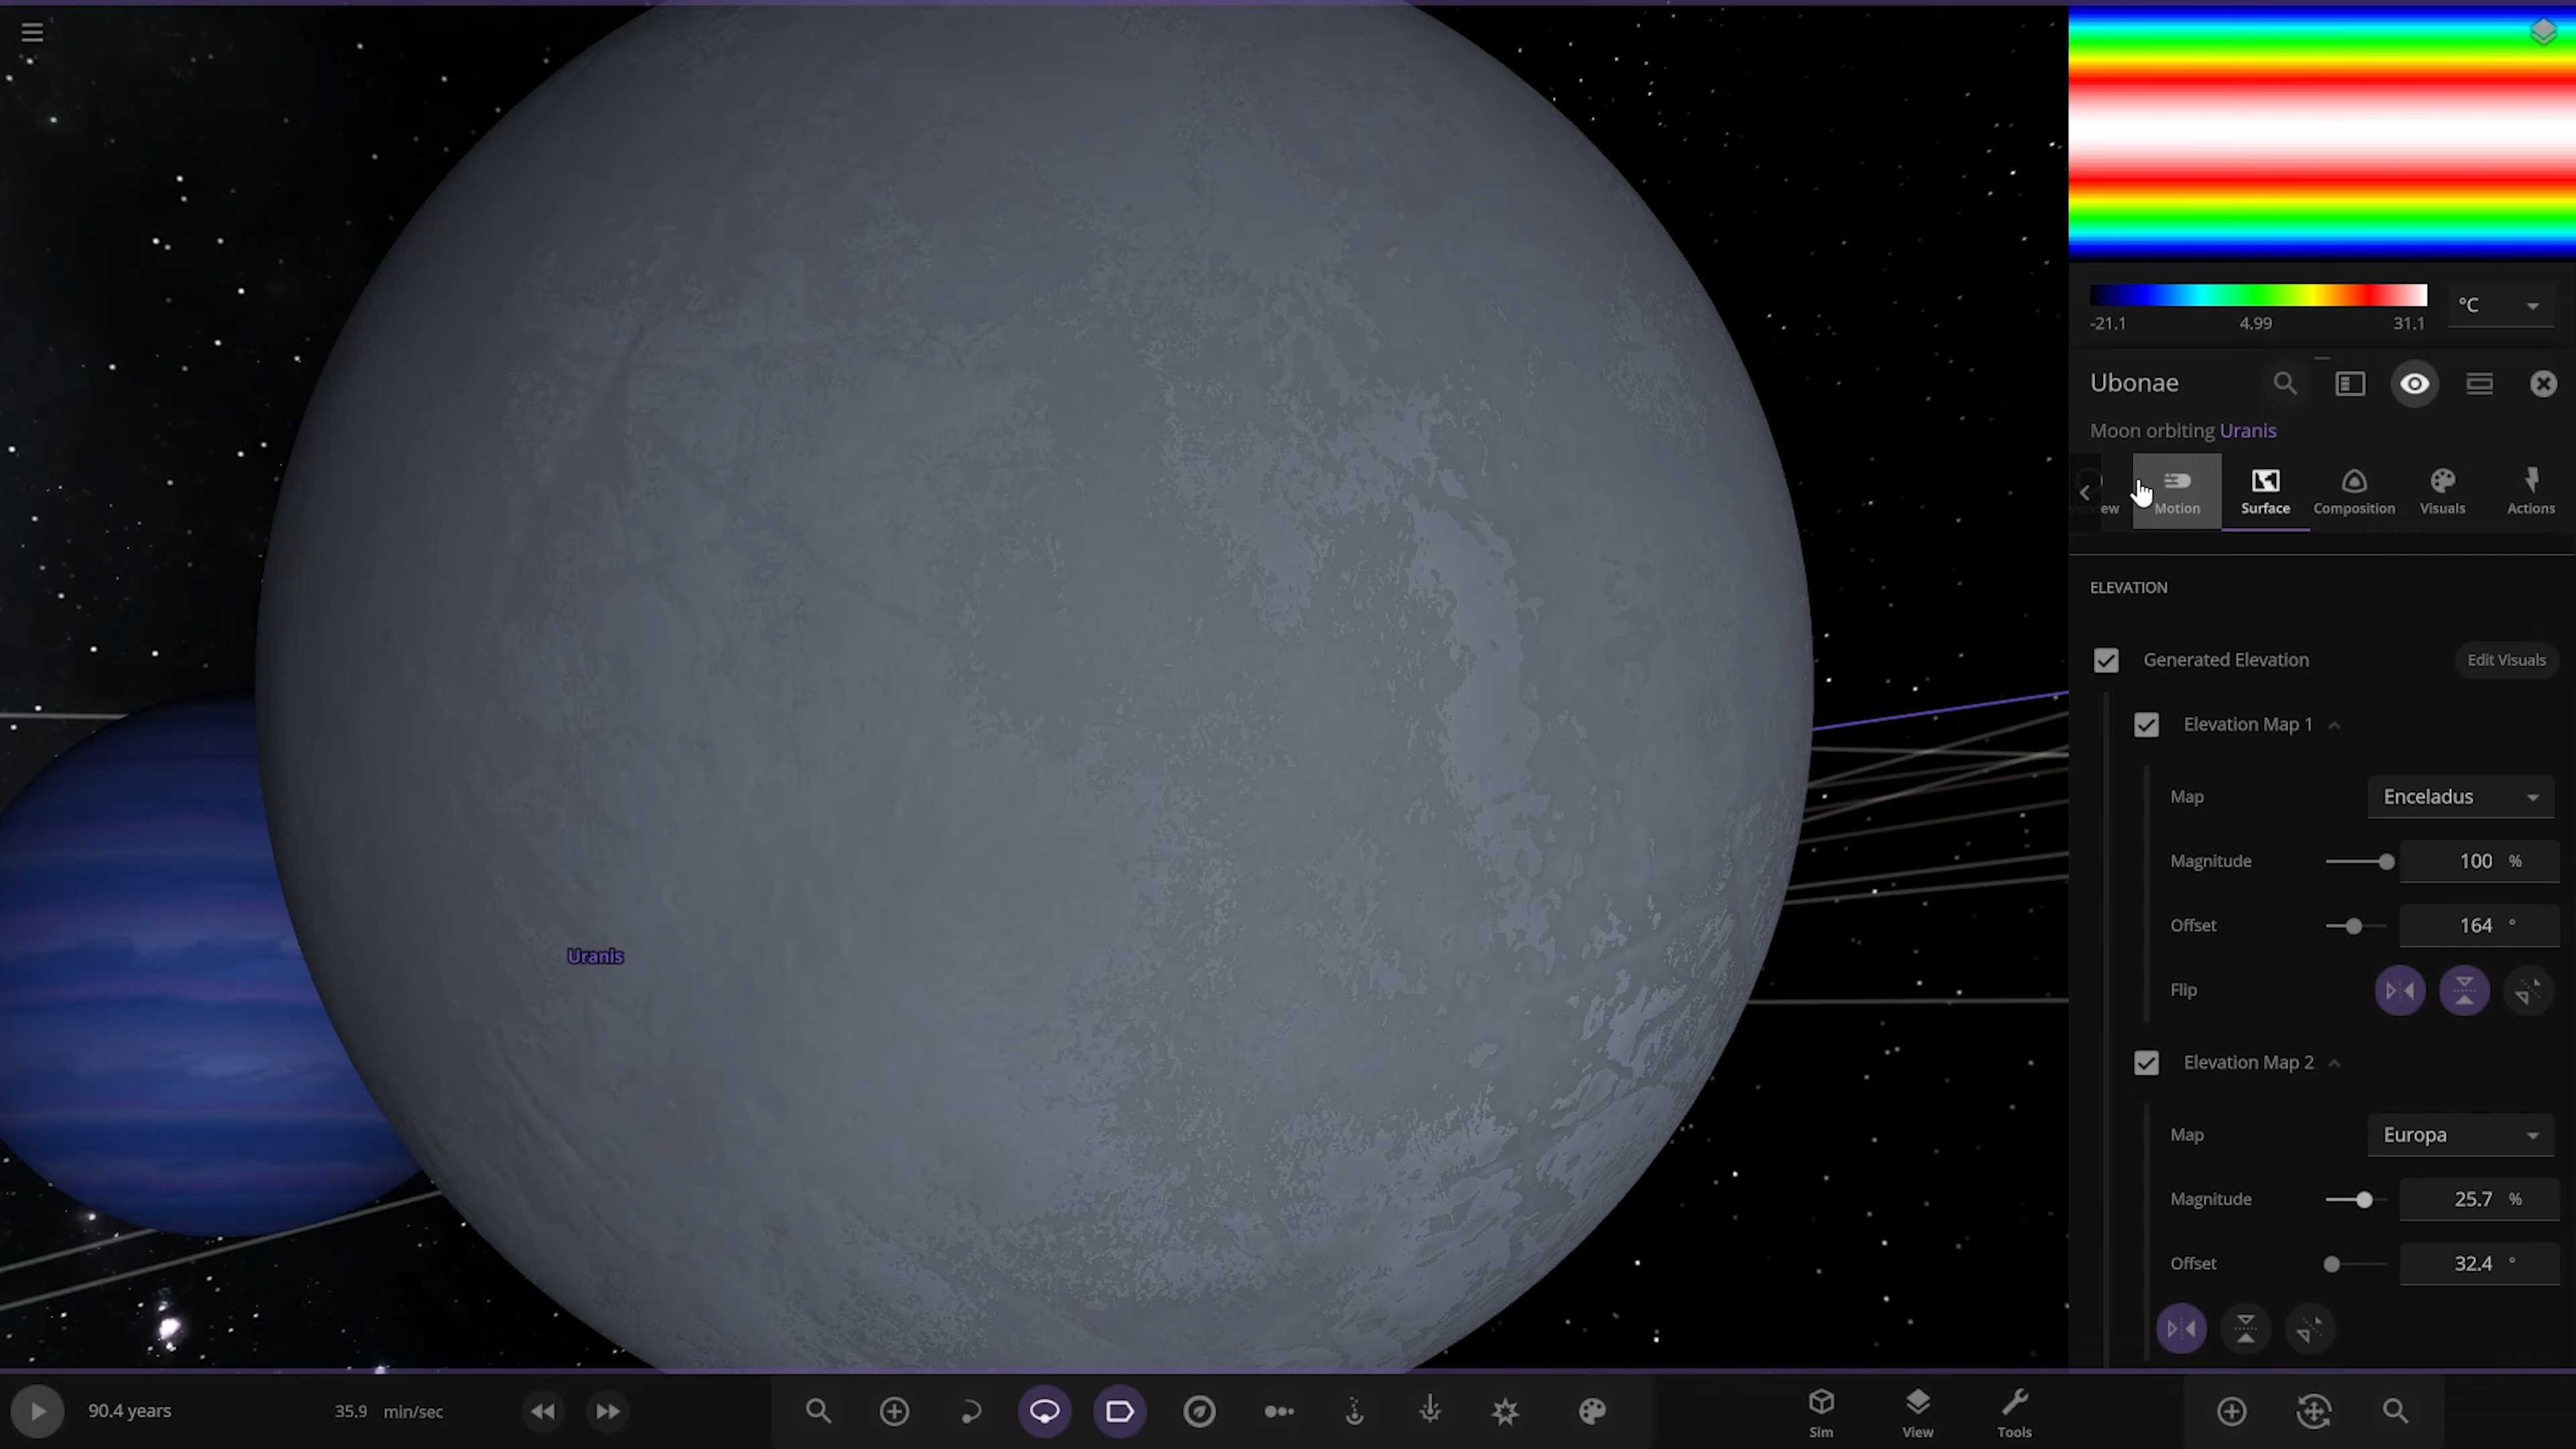 °C
-21.1 4.99 31.1
Ubonae
Moon orbiting Uranis
ew Motion Surface Composition Visuals Actions
ELEVATION
Generated Elevation Edit Visuals
Elevation Map 1
Map Enceladus
Magnitude 100 %
Offset 164 °
Flip
Elevation Map 2
Map Europa
Magnitude 25.7 %
Offset 32.4 °
Uranis
90.4 years 35.9 min/sec
Sim View Tools